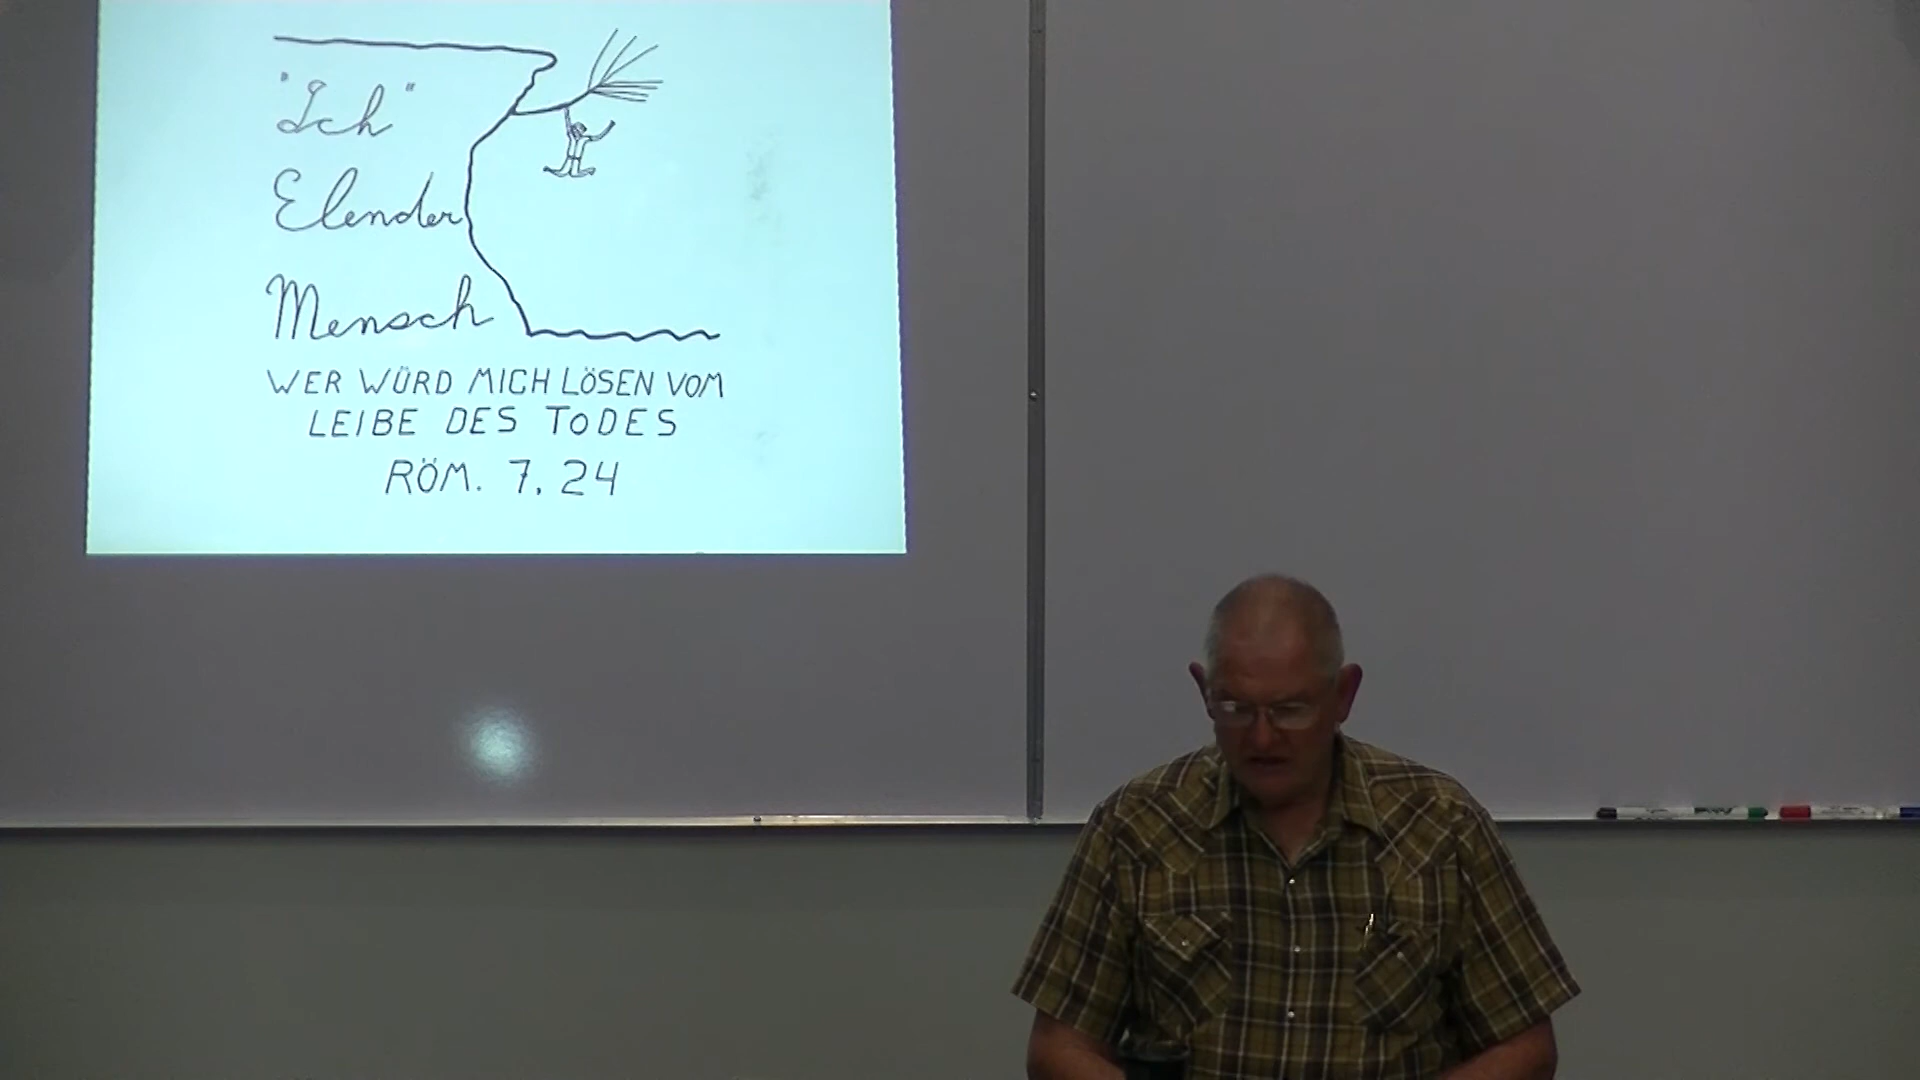 "Ich"
Elender
Mensch
WER WÜRD MICH LÖSEN VOM
LEIBE DES TODES
RÖM. 7, 24